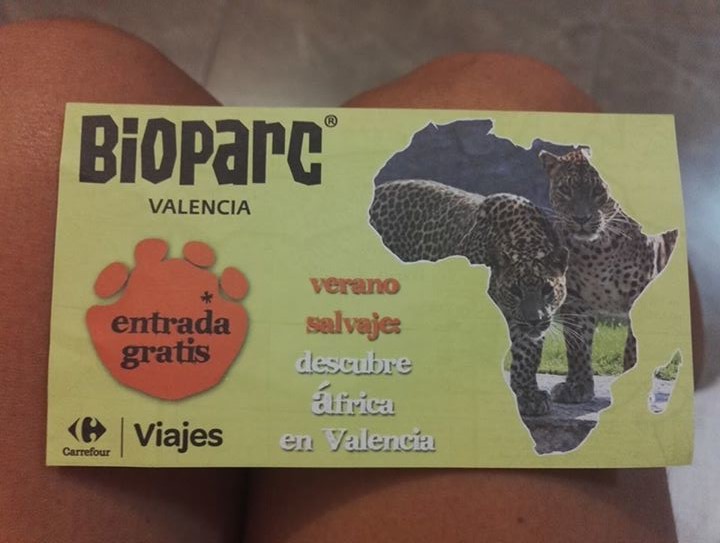 BioparC®
VALENCIA
entrada*
gratis
Carrefour
Viajes
verano
salvaje:
descubre
áfrica
en Valencia